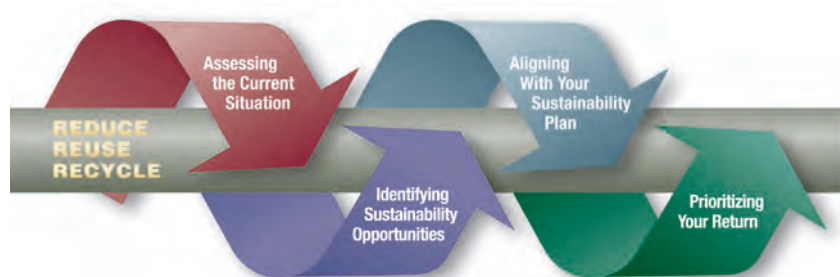 REDUCE
REUSE
RECYCLE
Assessing
the Current
Situation
Identifying
Sustainability
Opportunities
Aligning
With Your
Sustainability
Plan
Prioritizing
Your Return